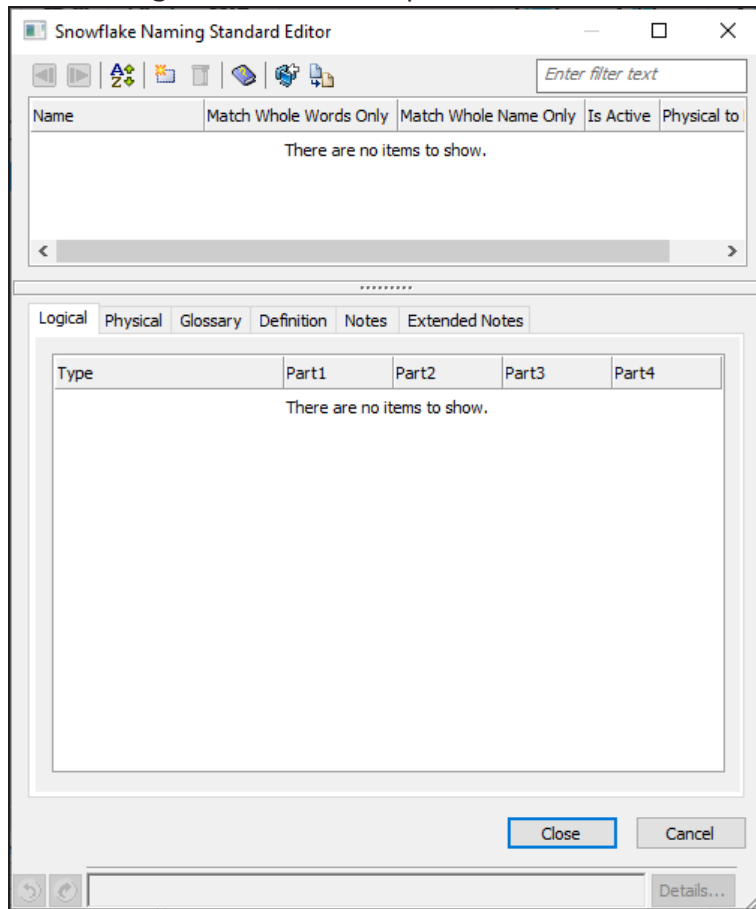 Snowflake Naming Standard Editor
Enter filter text
Name Match Whole Words Only Match Whole Name Only Is Active Physical to
There are no items to show.
Logical Physical Glossary Definition Notes Extended Notes
Type Part1 Part2 Part3 Part4
There are no items to show.
Close Cancel
Details...